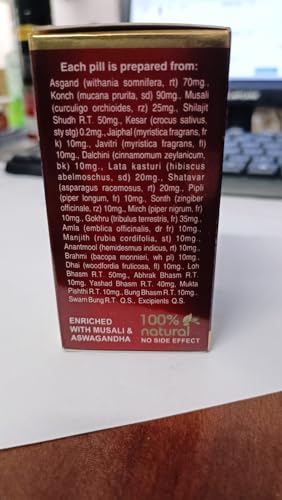 Each pill is prepared from:
Asgand (withania somnifera, rt) 70mg.,
Konch (mucana prurita, sd) 90mg., Musali
(curculigo orchioides, rz) 25mg., Shilajit
Shudh R.T. 50mg., Kesar (crocus sativus,
sty stg) 0.2mg., Jaiphal (myristica fragrans, fr
k) 10mg., Javitri (myristica fragrans, fl)
10mg., Dalchini (cinnamomum zeylanicum,
bk) 10mg., Lata kasturi (hibiscus
abelmoschus, sd) 20mg., Shatavar
(asparagus racemosus, rt) 20mg., Pipli
(piper longum, fr) 10mg., Sonth (zingiber
officinale, rz) 10mg., Mirch (piper nigrum, fr)
10mg., Gokhru (tribulus terrestris, fr) 35mg.,
Amla (emblica officinalis, dr fr) 10mg.,
Manjith (rubia cordifolia, st) 10mg.,
Anantmool (hemidesmus indicus, rt) 10mg.,
Brahmi (bacopa monneri, wh pl) 10mg.,
Dhai (woodfordia fruticosa, fl) 10mg., Loh
Bhasm R.T. 50mg., Abhrak Bhasm R.T.
10mg., Yashad Bhasm R.T. 40mg, Mukta
Pishthi R.T. 10mg., Bung Bhasm R.T. 10mg.,
Swarn Bung R.T. Q.S., Excipients Q.S.
ENRICHED
WITH MUSALI &
ASWAGANDHA
100%
natural
NO SIDE EFFECT